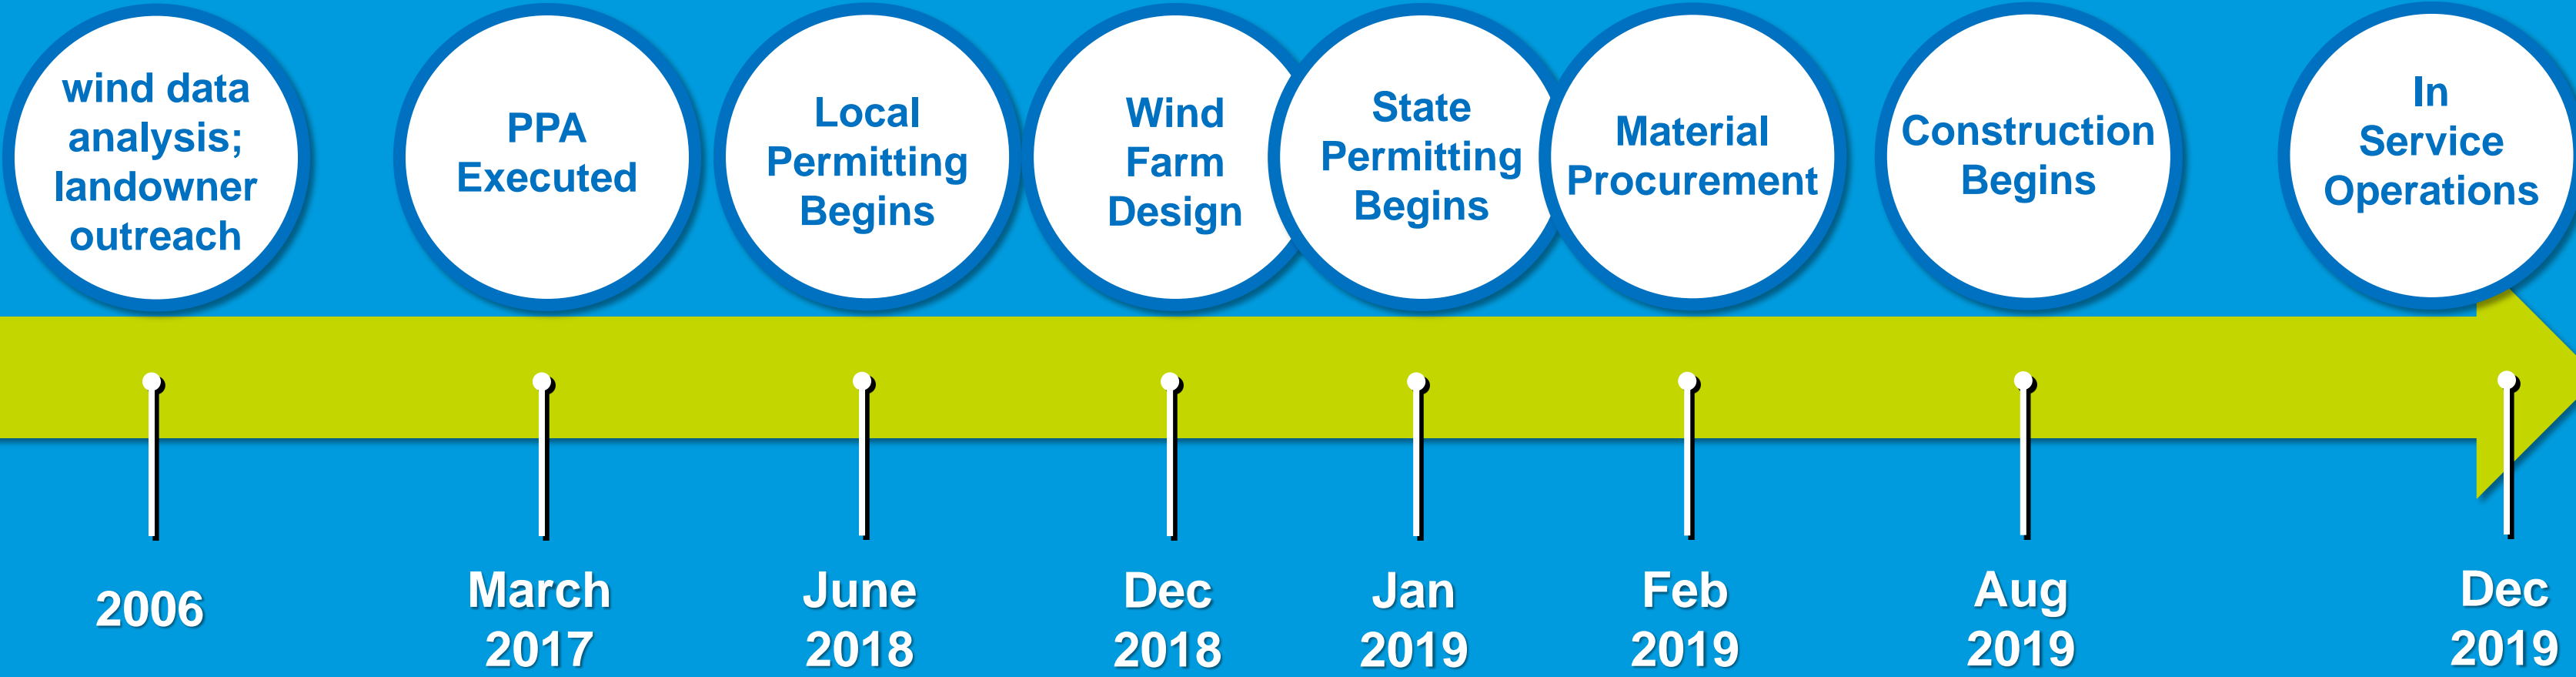 wind data
analysis;
landowner
outreach
PPA
Executed
Local
Permitting
Begins
Wind
Farm
Design
State
Permitting
Begins
Material
Procurement
Construction
Begins
In
Service
Operations
2006
March
2017
June
2018
Dec
2018
Jan
2019
Feb
2019
Aug
2019
Dec
2019